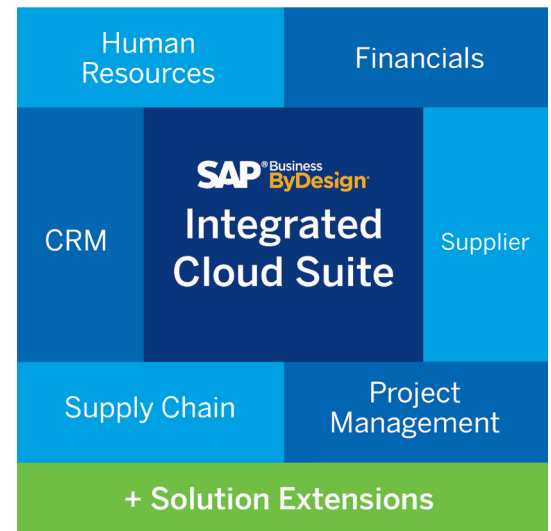 Human
Resources
Financials
SAP® Business
ByDesign
Integrated
Cloud Suite
CRM
Supplier
Supply Chain
Project
Management
+ Solution Extensions